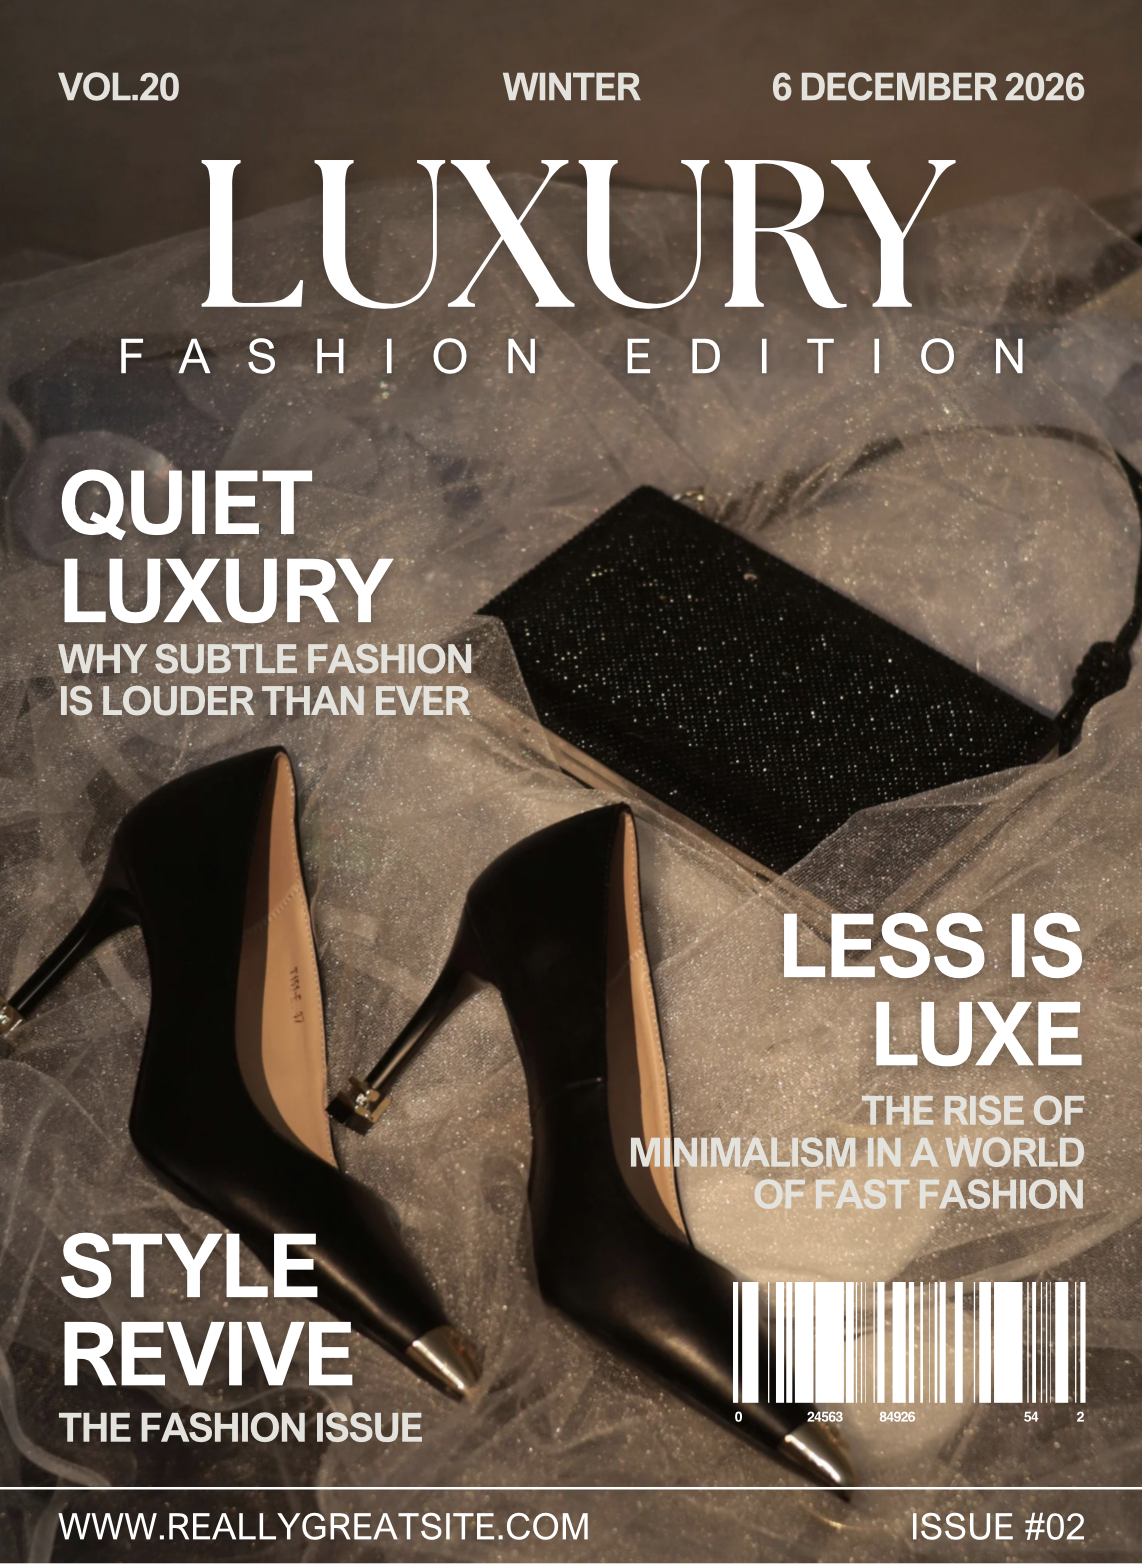 VOL.20 WINTER 6 DECEMBER 2026
LUXURY
FASHION EDITION
QUIET
LUXURY
WHY SUBTLE FASHION
IS LOUDER THAN EVER
LESS IS
LUXE
THE RISE OF
MINIMALISM IN A WORLD
OF FAST FASHION
STYLE
REVIVE
THE FASHION ISSUE
0 24563 84926 54 2
WWW.REALLYGREATSITE.COM ISSUE #02